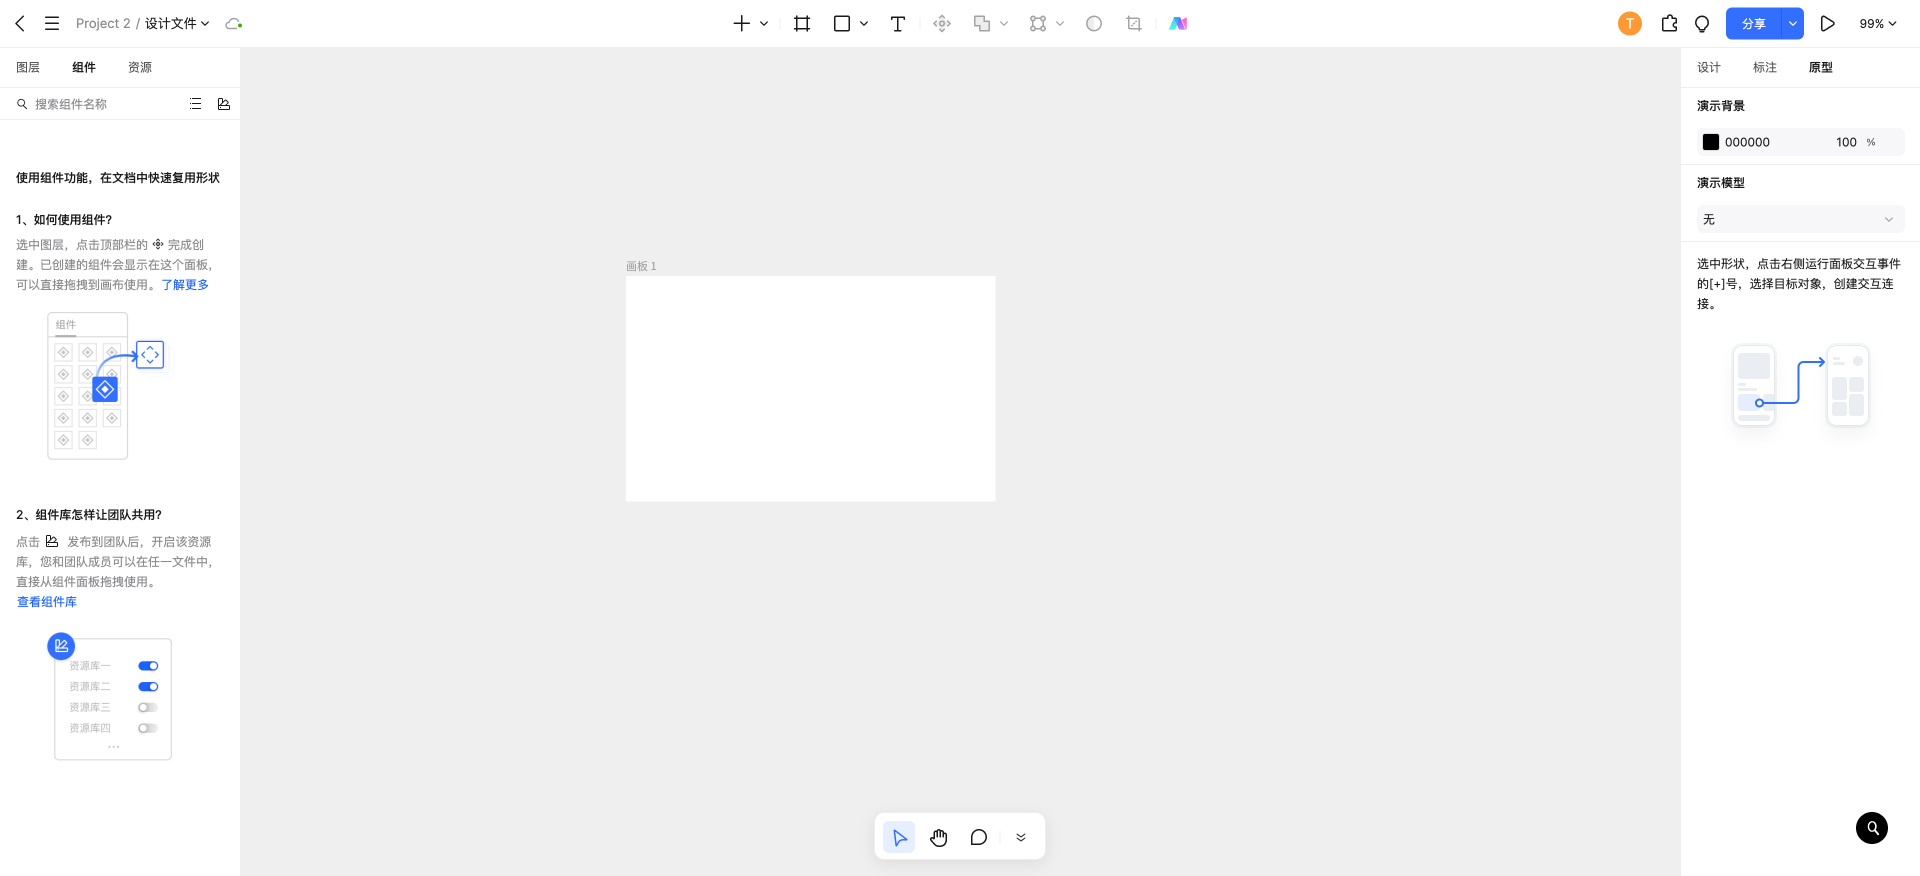 Project 2 / 设计文件
T
分享
99%
图层 组件 资源
搜索组件名称
使用组件功能，在文档中快速复用形状
1、如何使用组件?
选中图层，点击顶部栏的 完成创
建。已创建的组件会显示在这个面板，
可以直接拖拽到画布使用。了解更多
组件
2、组件库怎样让团队共用?
点击 发布到团队后，开启该资源
库，您和团队成员可以在任一文件中，
直接从组件面板拖拽使用。
查看组件库
资源库一
资源库二
资源库三
资源库四
画板 1
设计 标注 原型
演示背景
000000 100 %
演示模型
无
选中形状，点击右侧运行面板交互事件
的[+]号，选择目标对象，创建交互连
接。